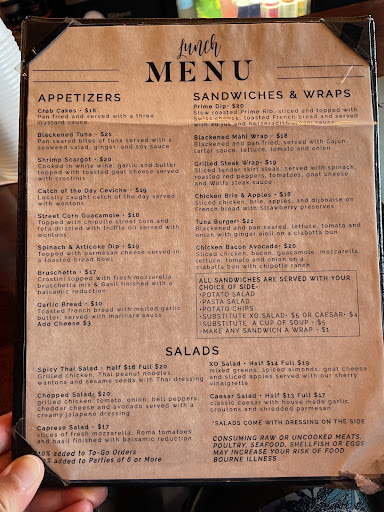 Lunch
MENU
APPETIZERS
Crab Cakes - $18
Pan fried and served with a three
mustard sauce
Blackened Tuna - $21
Pan seared bites of tuna served with a
seaweed salad, ginger, and soy sauce
Shrimp Scargot - $20
Cooked in white wine, garlic and butter
topped with toasted goat cheese served
with crostinis
Catch of the Day Ceviche - $19
Locally caught catch of the day served
with wantons
Street Corn Guacamole - $18
Topped with chipotle street corn and
feta drizzled with truffle oil served with
wontons
Spinach & Articoke Dip - $19
Topped with parmesan cheese served in
a toasted bread bowl
Bruschetta - $17
Crostini topped with fresh mozzarella
bruschetta mix & Basil finished with a
balsamic reduction
Garlic Bread - $10
Toasted French bread with melted garlic
butter, served with marinara sauce
Add Cheese $3
SANDWICHES & WRAPS
Prime Dip- $20
Slow roasted Prime Rib, sliced and topped with
Swiss cheese, toasted French bread and served
with aujus and horseradish sauce
Blackened Mahi Wrap - $18
Blackened and pan fried, served with Cajun
tartar sauce, lettuce, tomato and onion
Grilled Steak Wrap- $19
Sliced tender skirt steak, served with spinach,
roasted red peppers, tomatoes, goat cheese
and Wolfs steak sauce
Chicken Brie & Apples - $18
Sliced chicken, brie, apples, and dijonaise on
French bread with Strawberry preserves
Tuna Burger- $21
Blackened and pan seared, lettuce, tomato and
onion with ginger aioli on a ciabatta bun
Chicken Bacon Avocado- $20
Sliced chicken, bacon, guacamole, mozzarella
lettuce, tomato and onion on a
ciabatta bun with chipotle ranch
ALL SANDWICHES ARE SERVED WITH YOUR
CHOICE OF SIDE
-POTATO SALAD
-PASTA SALAD
-POTATO CHIPS
-SUBSTITUTE XO SALAD- $5 OR CAESAR- $4
-SUBSTITUTE A CUP OF SOUP - $5
-MAKE ANY SANDWICH A WRAP - $1
SALADS
Spicy Thai Salad- Half $16 Full $20
Grilled chicken, Thai peanut noodles,
wantons and sesame seeds with Thai dressing
Chopped Salad- $20
grilled chicken, tomato, onion, bell peppers,
cheddar cheese and avocado served with a
creamy jalapeno dressing
Caprese Salad - $17
slices of fresh mozzarella, Roma tomatoes
and basil finished with balsamic reduction
XO Salad - Half $14 Full $19
mixed greens, spiced almonds, goat cheese
and sliced apples served with our sherry
vinaigrette
Caesar Salad - Half $13 Full $17
classic caesar with house made garlic
croutons and shredded parmesan
*SALADS COME WITH DRESSING ON THE SIDE
0% added to To-Go Orders
0% added to Parties of 6 or More
CONSUMING RAW OR UNCOOKED MEATS,
POULTRY, SEAFOOD, SHELLFISH OR EGGS
MAY INCREASE YOUR RISK OF FOOD
BOURNE ILLNESS